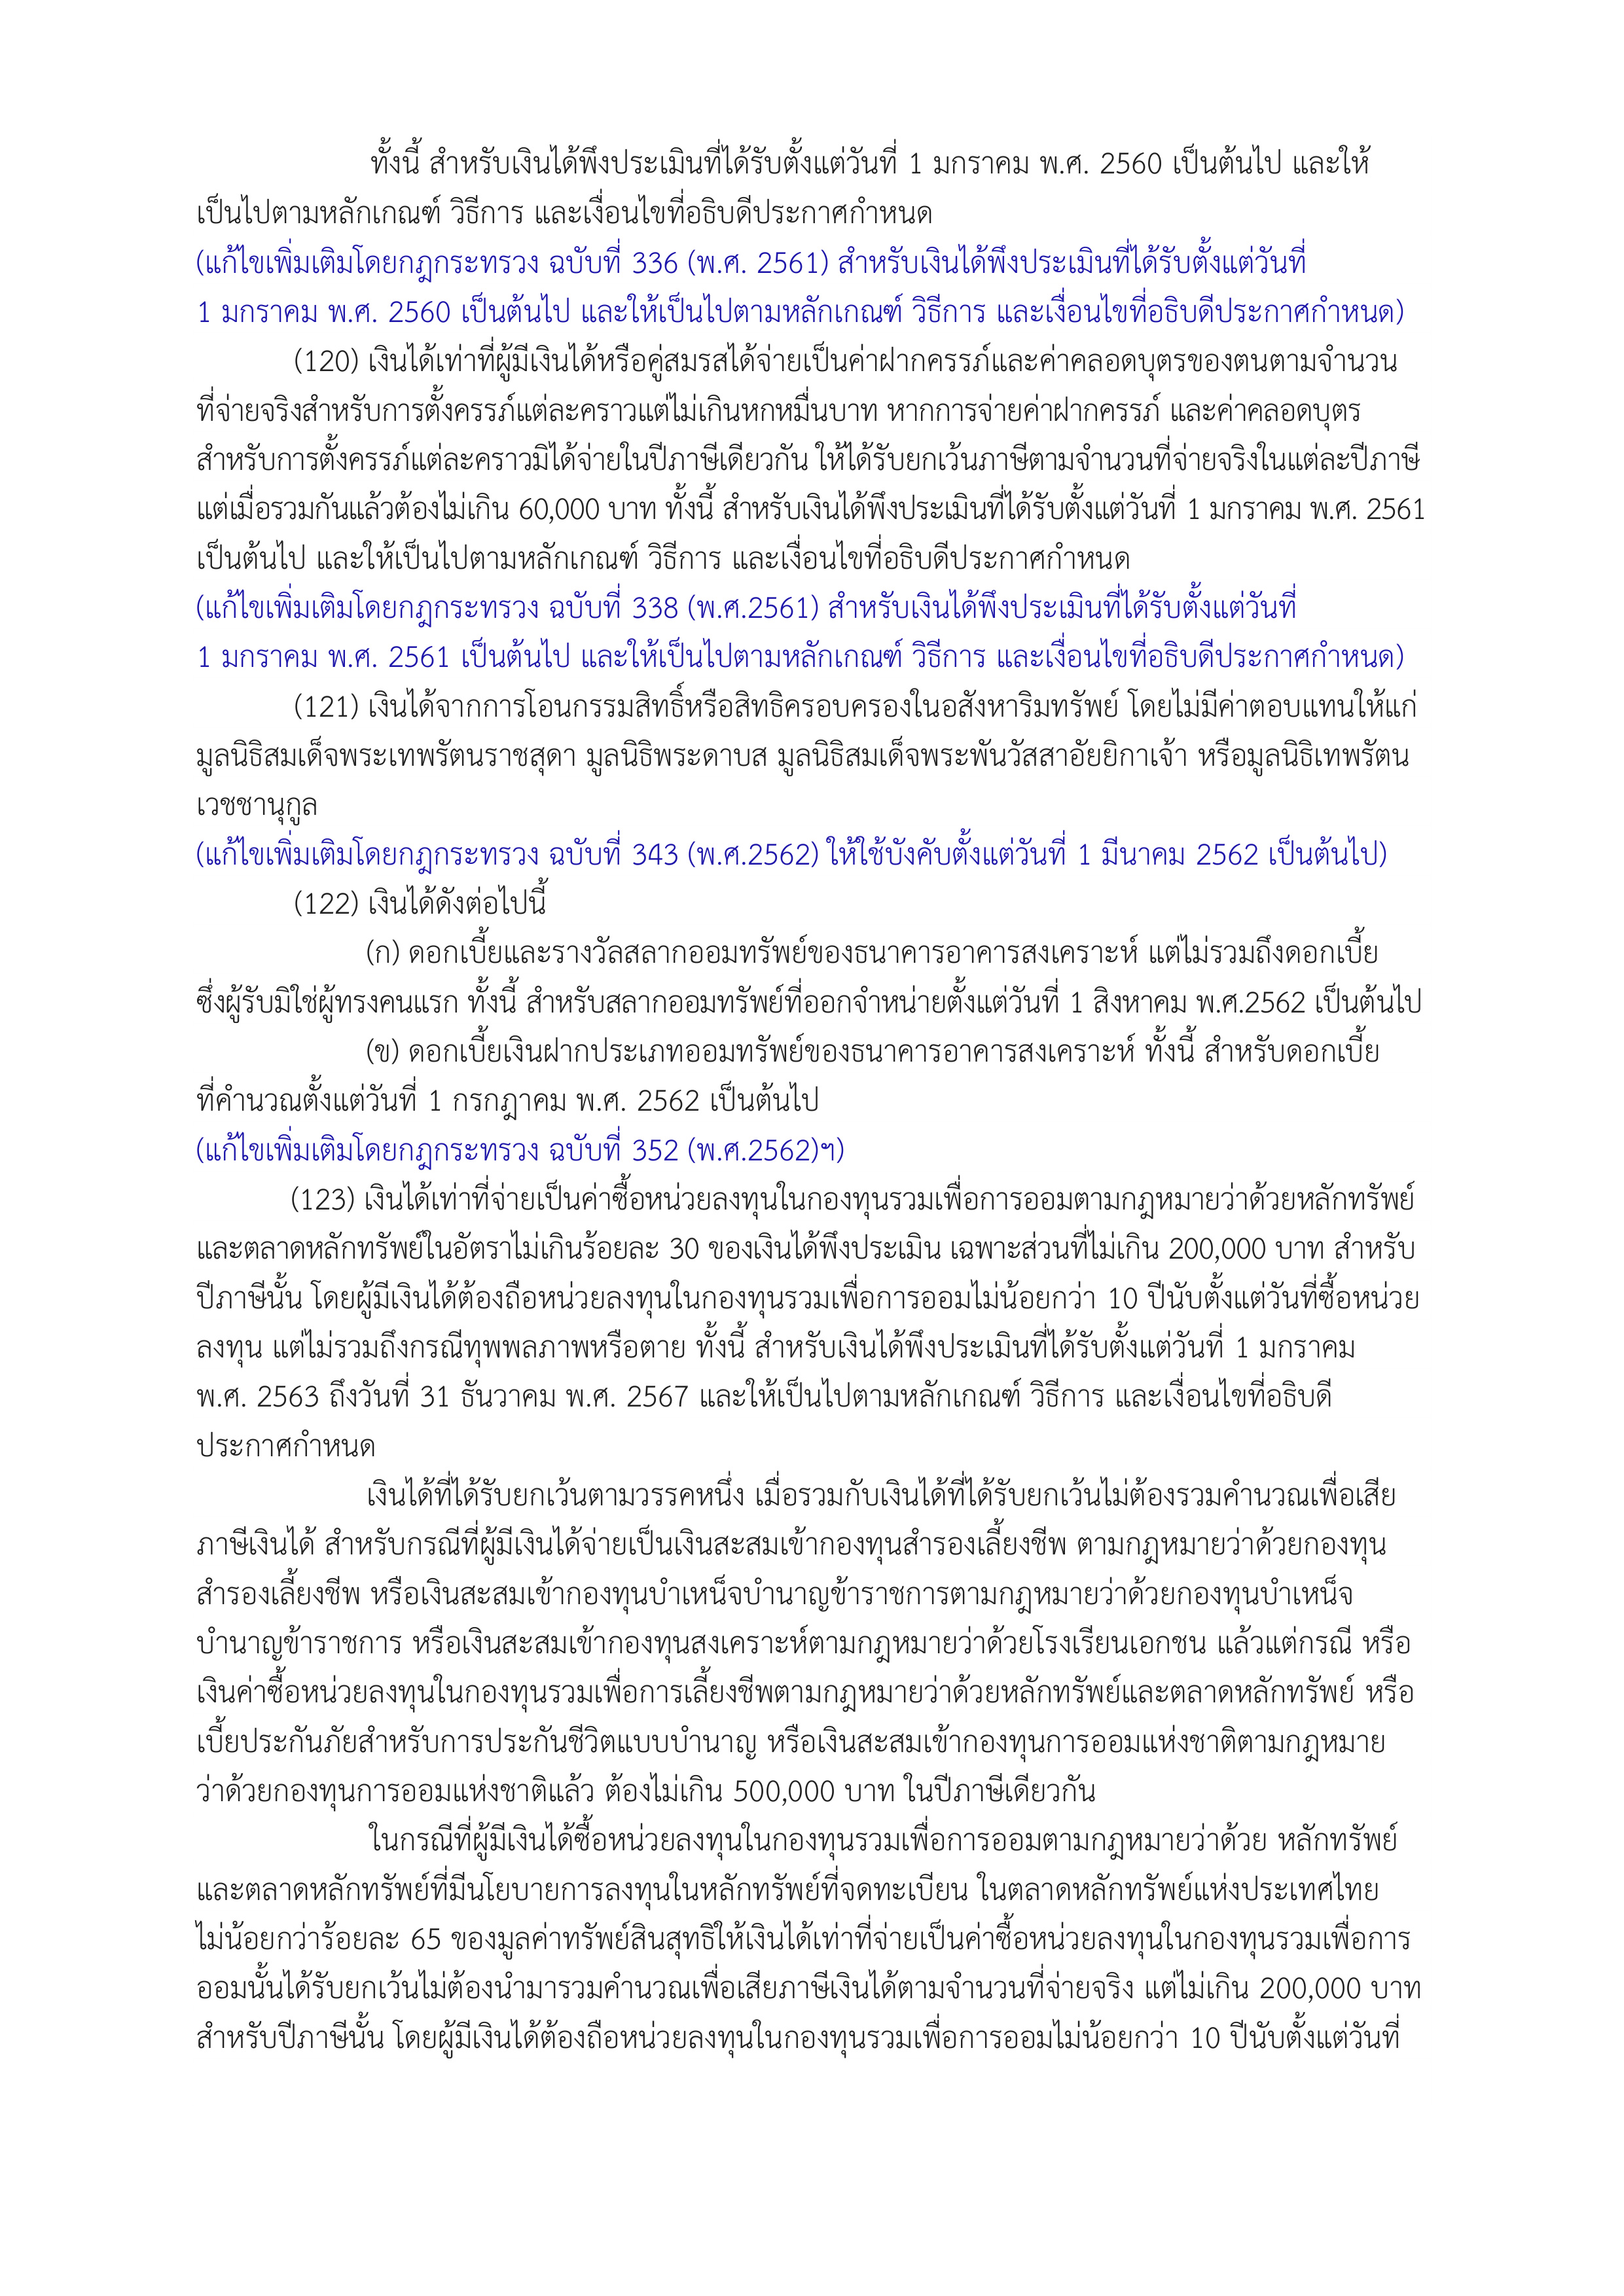 ทั้งนี้ สำหรับเงินได้พึงประเมินที่ได้รับตั้งแต่วันที่ 1 มกราคม พ.ศ. 2560 เป็นต้นไป และให้
เป็นไปตามหลักเกณฑ์ วิธีการ และเงื่อนไขที่อธิบดีประกาศกำหนด
(แก้ไขเพิ่มเติมโดยกฎกระทรวง ฉบับที่ 336 (พ.ศ. 2561) สำหรับเงินได้พึงประเมินที่ได้รับตั้งแต่วันที่
1 มกราคม พ.ศ. 2560 เป็นต้นไป และให้เป็นไปตามหลักเกณฑ์ วิธีการ และเงื่อนไขที่อธิบดีประกาศกำหนด)
(120) เงินได้เท่าที่ผู้มีเงินได้หรือคู่สมรสได้จ่ายเป็นค่าฝากครรภ์และค่าคลอดบุตรของตนตามจำนวน
ที่จ่ายจริงสำหรับการตั้งครรภ์แต่ละคราวแต่ไม่เกินหกหมื่นบาท หากการจ่ายค่าฝากครรภ์ และค่าคลอดบุตร
สำหรับการตั้งครรภ์แต่ละคราวมิได้จ่ายในปีภาษีเดียวกัน ให้ได้รับยกเว้นภาษีตามจำนวนที่จ่ายจริงในแต่ละปีภาษี
แต่เมื่อรวมกันแล้วต้องไม่เกิน 60,000 บาท ทั้งนี้ สำหรับเงินได้พึงประเมินที่ได้รับตั้งแต่วันที่ 1 มกราคม พ.ศ. 2561
เป็นต้นไป และให้เป็นไปตามหลักเกณฑ์ วิธีการ และเงื่อนไขที่อธิบดีประกาศกำหนด
(แก้ไขเพิ่มเติมโดยกฎกระทรวง ฉบับที่ 338 (พ.ศ.2561) สำหรับเงินได้พึงประเมินที่ได้รับตั้งแต่วันที่
1 มกราคม พ.ศ. 2561 เป็นต้นไป และให้เป็นไปตามหลักเกณฑ์ วิธีการ และเงื่อนไขที่อธิบดีประกาศกำหนด)
(121) เงินได้จากการโอนกรรมสิทธิ์หรือสิทธิครอบครองในอสังหาริมทรัพย์ โดยไม่มีค่าตอบแทนให้แก่
มูลนิธิสมเด็จพระเทพรัตนราชสุดา มูลนิธิพระดาบส มูลนิธิสมเด็จพระพันวัสสาอัยยิกาเจ้า หรือมูลนิธิเทพรัตน
เวชชานุกูล
(แก้ไขเพิ่มเติมโดยกฎกระทรวง ฉบับที่ 343 (พ.ศ.2562) ให้ใช้บังคับตั้งแต่วันที่ 1 มีนาคม 2562 เป็นต้นไป)
(122) เงินได้ดังต่อไปนี้
(ก) ดอกเบี้ยและรางวัลสลากออมทรัพย์ของธนาคารอาคารสงเคราะห์ แต่ไม่รวมถึงดอกเบี้ย
ซึ่งผู้รับมิใช่ผู้ทรงคนแรก ทั้งนี้ สำหรับสลากออมทรัพย์ที่ออกจำหน่ายตั้งแต่วันที่ 1 สิงหาคม พ.ศ.2562 เป็นต้นไป
(ข) ดอกเบี้ยเงินฝากประเภทออมทรัพย์ของธนาคารอาคารสงเคราะห์ ทั้งนี้ สำหรับดอกเบี้ย
ที่คำนวณตั้งแต่วันที่ 1 กรกฎาคม พ.ศ. 2562 เป็นต้นไป
(แก้ไขเพิ่มเติมโดยกฎกระทรวง ฉบับที่ 352 (พ.ศ.2562)ฯ)
(123) เงินได้เท่าที่จ่ายเป็นค่าซื้อหน่วยลงทุนในกองทุนรวมเพื่อการออมตามกฎหมายว่าด้วยหลักทรัพย์
และตลาดหลักทรัพย์ในอัตราไม่เกินร้อยละ 30 ของเงินได้พึงประเมิน เฉพาะส่วนที่ไม่เกิน 200,000 บาท สำหรับ
ปีภาษีนั้น โดยผู้มีเงินได้ต้องถือหน่วยลงทุนในกองทุนรวมเพื่อการออมไม่น้อยกว่า 10 ปีนับตั้งแต่วันที่ซื้อหน่วย
ลงทุน แต่ไม่รวมถึงกรณีทุพพลภาพหรือตาย ทั้งนี้ สำหรับเงินได้พึงประเมินที่ได้รับตั้งแต่วันที่ 1 มกราคม
พ.ศ. 2563 ถึงวันที่ 31 ธันวาคม พ.ศ. 2567 และให้เป็นไปตามหลักเกณฑ์ วิธีการ และเงื่อนไขที่อธิบดี
ประกาศกำหนด
เงินได้ที่ได้รับยกเว้นตามวรรคหนึ่ง เมื่อรวมกับเงินได้ที่ได้รับยกเว้นไม่ต้องรวมคำนวณเพื่อเสีย
ภาษีเงินได้ สำหรับกรณีที่ผู้มีเงินได้จ่ายเป็นเงินสะสมเข้ากองทุนสำรองเลี้ยงชีพ ตามกฎหมายว่าด้วยกองทุน
สำรองเลี้ยงชีพ หรือเงินสะสมเข้ากองทุนบำเหน็จบำนาญข้าราชการตามกฎหมายว่าด้วยกองทุนบำเหน็จ
บำนาญข้าราชการ หรือเงินสะสมเข้ากองทุนสงเคราะห์ตามกฎหมายว่าด้วยโรงเรียนเอกชน แล้วแต่กรณี หรือ
เงินค่าซื้อหน่วยลงทุนในกองทุนรวมเพื่อการเลี้ยงชีพตามกฎหมายว่าด้วยหลักทรัพย์และตลาดหลักทรัพย์ หรือ
เบี้ยประกันภัยสำหรับการประกันชีวิตแบบบำนาญ หรือเงินสะสมเข้ากองทุนการออมแห่งชาติตามกฎหมาย
ว่าด้วยกองทุนการออมแห่งชาติแล้ว ต้องไม่เกิน 500,000 บาท ในปีภาษีเดียวกัน
ในกรณีที่ผู้มีเงินได้ซื้อหน่วยลงทุนในกองทุนรวมเพื่อการออมตามกฎหมายว่าด้วย หลักทรัพย์
และตลาดหลักทรัพย์ที่มีนโยบายการลงทุนในหลักทรัพย์ที่จดทะเบียน ในตลาดหลักทรัพย์แห่งประเทศไทย
ไม่น้อยกว่าร้อยละ 65 ของมูลค่าทรัพย์สินสุทธิให้เงินได้เท่าที่จ่ายเป็นค่าซื้อหน่วยลงทุนในกองทุนรวมเพื่อการ
ออมนั้นได้รับยกเว้นไม่ต้องนำมารวมคำนวณเพื่อเสียภาษีเงินได้ตามจำนวนที่จ่ายจริง แต่ไม่เกิน 200,000 บาท
สำหรับปีภาษีนั้น โดยผู้มีเงินได้ต้องถือหน่วยลงทุนในกองทุนรวมเพื่อการออมไม่น้อยกว่า 10 ปีนับตั้งแต่วันที่